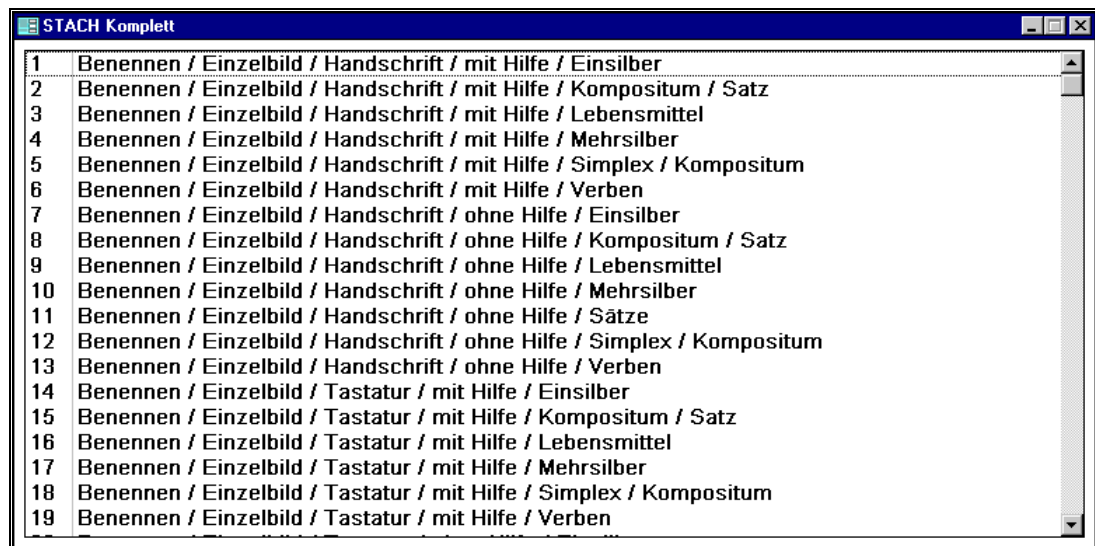 STACH Komplett
1 Benennen / Einzelbild / Handschrift / mit Hilfe / Einsilber
2 Benennen / Einzelbild / Handschrift / mit Hilfe / Kompositum / Satz
3 Benennen / Einzelbild / Handschrift / mit Hilfe / Lebensmittel
4 Benennen / Einzelbild / Handschrift / mit Hilfe / Mehrsilber
5 Benennen / Einzelbild / Handschrift / mit Hilfe / Simplex / Kompositum
6 Benennen / Einzelbild / Handschrift / mit Hilfe / Verben
7 Benennen / Einzelbild / Handschrift / ohne Hilfe / Einsilber
8 Benennen / Einzelbild / Handschrift / ohne Hilfe / Kompositum / Satz
9 Benennen / Einzelbild / Handschrift / ohne Hilfe / Lebensmittel
10 Benennen / Einzelbild / Handschrift / ohne Hilfe / Mehrsilber
11 Benennen / Einzelbild / Handschrift / ohne Hilfe / Sätze
12 Benennen / Einzelbild / Handschrift / ohne Hilfe / Simplex / Kompositum
13 Benennen / Einzelbild / Handschrift / ohne Hilfe / Verben
14 Benennen / Einzelbild / Tastatur / mit Hilfe / Einsilber
15 Benennen / Einzelbild / Tastatur / mit Hilfe / Kompositum / Satz
16 Benennen / Einzelbild / Tastatur / mit Hilfe / Lebensmittel
17 Benennen / Einzelbild / Tastatur / mit Hilfe / Mehrsilber
18 Benennen / Einzelbild / Tastatur / mit Hilfe / Simplex / Kompositum
19 Benennen / Einzelbild / Tastatur / mit Hilfe / Verben